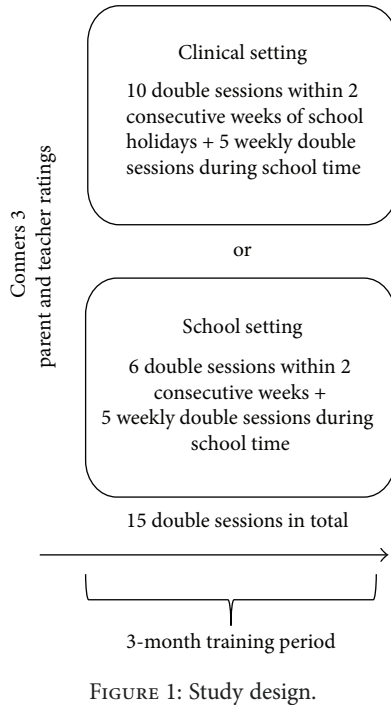 Conners 3
parent and teacher ratings
Clinical setting
10 double sessions within 2
consecutive weeks of school
holidays + 5 weekly double
sessions during school time
or
School setting
6 double sessions within 2
consecutive weeks +
5 weekly double sessions during
school time
15 double sessions in total
3-month training period
FIGURE 1: Study design.